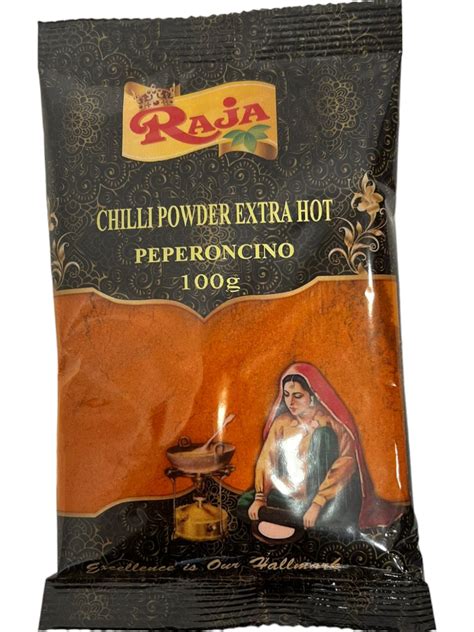 RAJA
CHILLI POWDER EXTRA HOT
PEPERONCINO
100g
Excellence is Our Hallmark